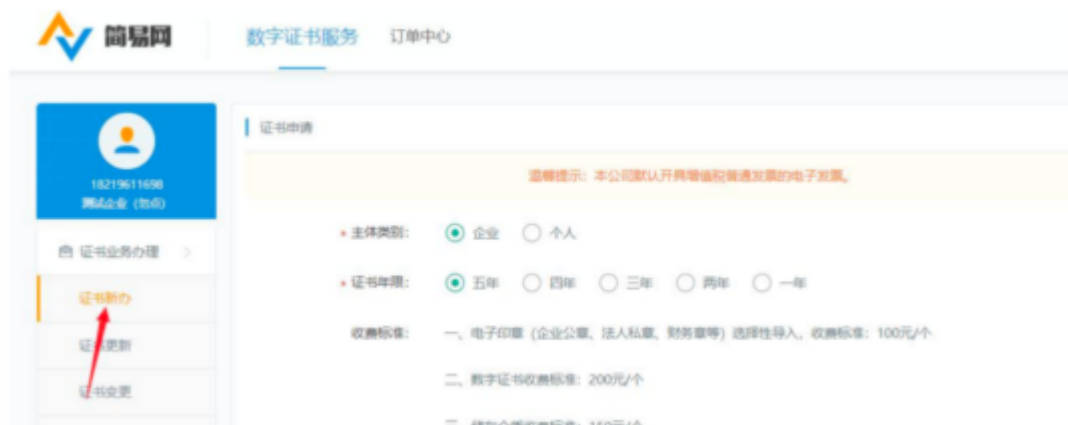 简易网
数字证书服务 订单中心
证书申请
温馨提示：本公司默认开具增值税普通发票的电子发票。
18219611698
测试企业（勿动）
主体类别： 企业 个人
证书业务办理
证书年限： 五年 四年 三年 两年 一年
证书新办
收费标准： 一、电子印章（企业公章、法人私章、财务章等）选择性导入，收费标准：100元/个
证书更新
二、数字证书收费标准：200元/个
证书变更